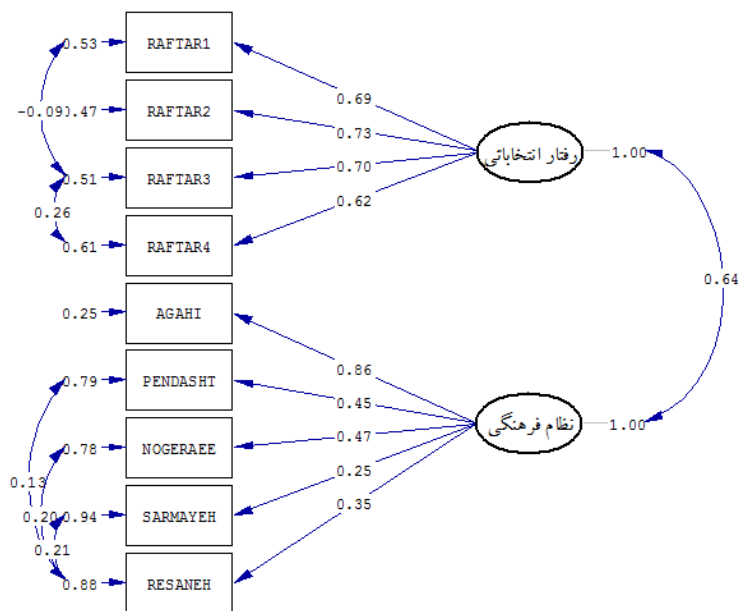 0.53 RAFTAR1
0.69
-0.09 0.47 RAFTAR2
0.73
رفتار انتخاباتی 1.00
0.51 RAFTAR3
0.70
0.26
0.62
0.61 RAFTAR4
0.64
0.25 AGAHI
0.86
0.79 PENDASHT
0.45
نظام فرهنگی 1.00
0.78 NOGERAEE
0.47
0.13
0.25
0.20 0.94 SARMAYEH
0.35
0.21
0.88 RESANEH